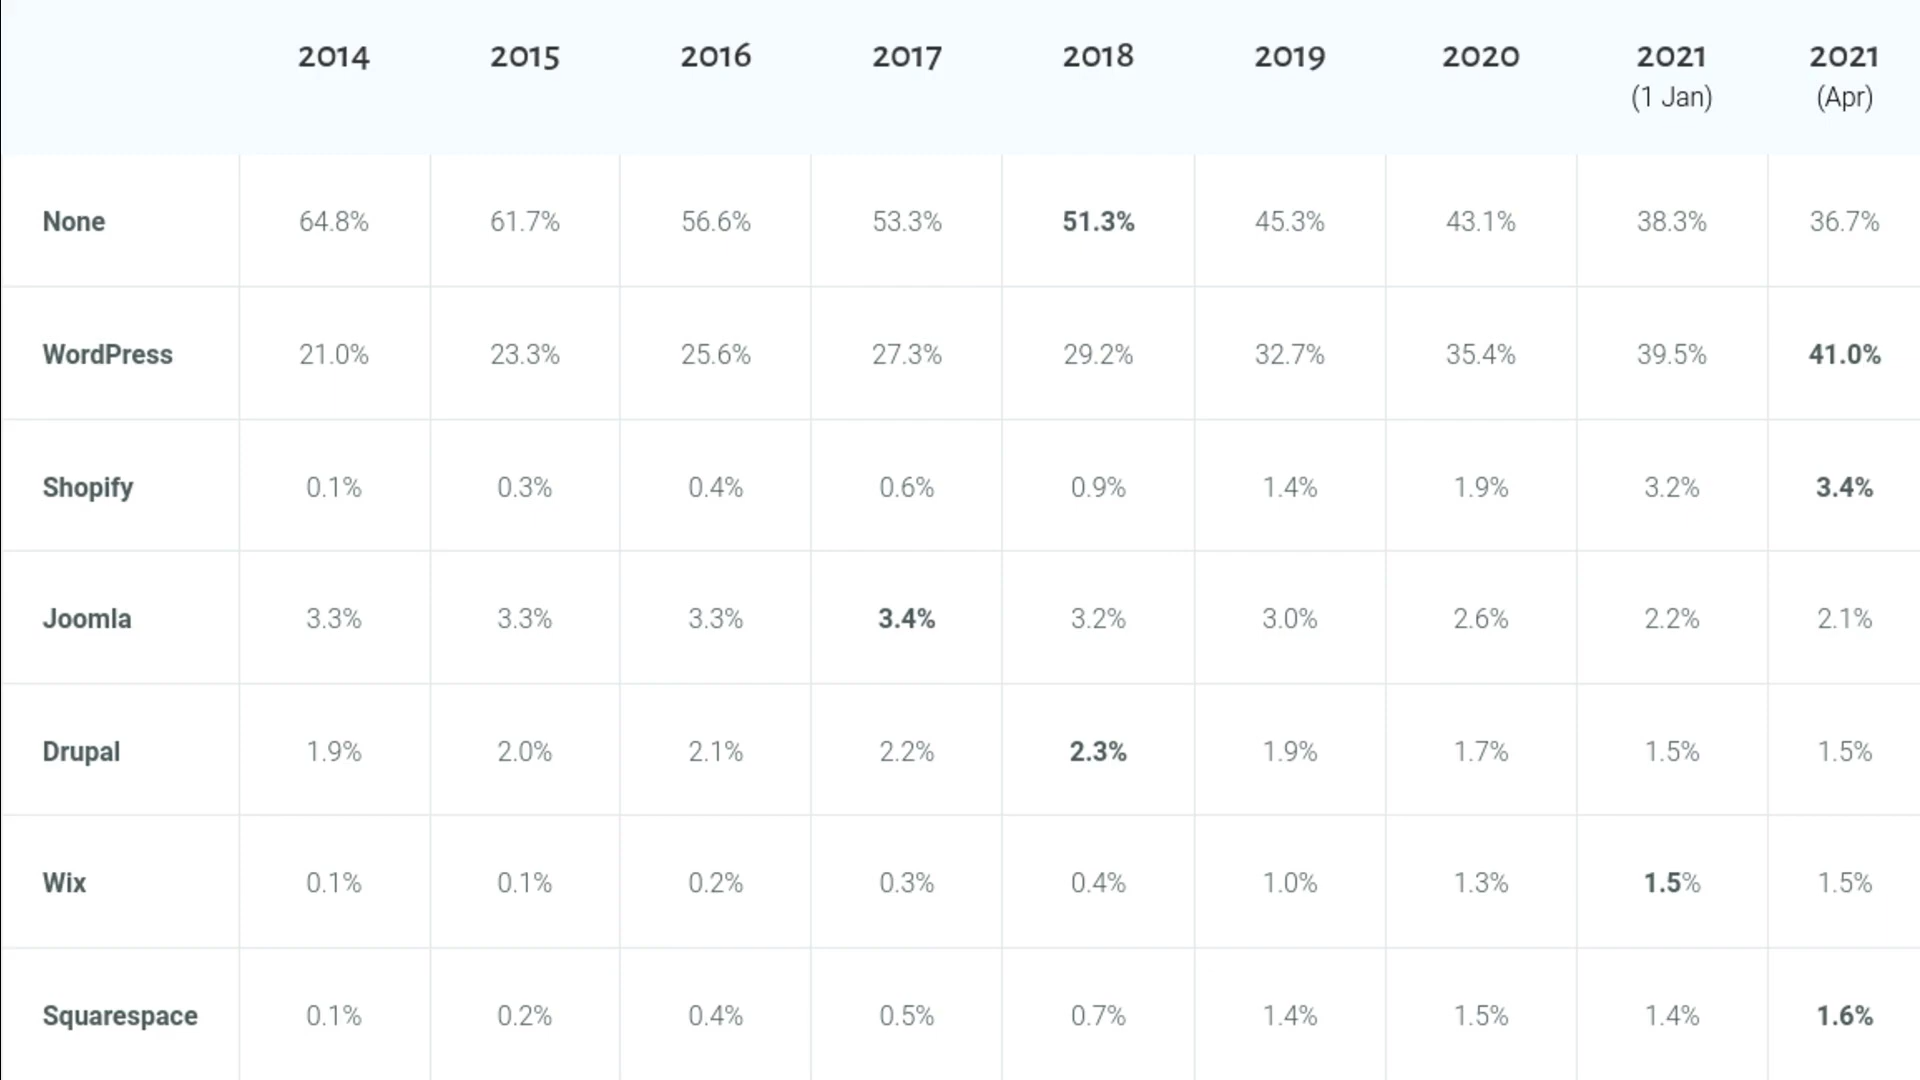 2014 2015 2016 2017 2018 2019 2020 2021 2021
(1 Jan) (Apr)
None 64.8% 61.7% 56.6% 53.3% 51.3% 45.3% 43.1% 38.3% 36.7%
WordPress 21.0% 23.3% 25.6% 27.3% 29.2% 32.7% 35.4% 39.5% 41.0%
Shopify 0.1% 0.3% 0.4% 0.6% 0.9% 1.4% 1.9% 3.2% 3.4%
Joomla 3.3% 3.3% 3.3% 3.4% 3.2% 3.0% 2.6% 2.2% 2.1%
Drupal 1.9% 2.0% 2.1% 2.2% 2.3% 1.9% 1.7% 1.5% 1.5%
Wix 0.1% 0.1% 0.2% 0.3% 0.4% 1.0% 1.3% 1.5% 1.5%
Squarespace 0.1% 0.2% 0.4% 0.5% 0.7% 1.4% 1.5% 1.4% 1.6%